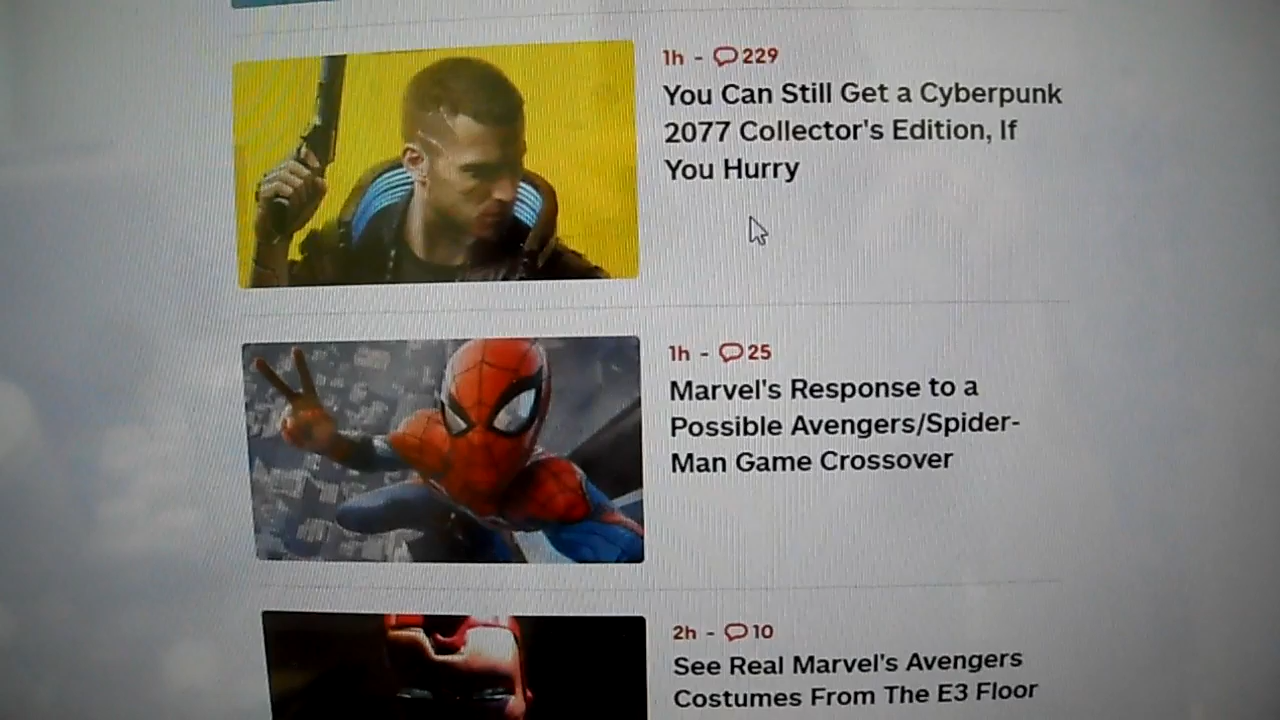 1h - 229
You Can Still Get a Cyberpunk
2077 Collector's Edition, If
You Hurry
1h - 25
Marvel's Response to a
Possible Avengers/Spider-
Man Game Crossover
2h - 10
See Real Marvel's Avengers
Costumes From The E3 Floor